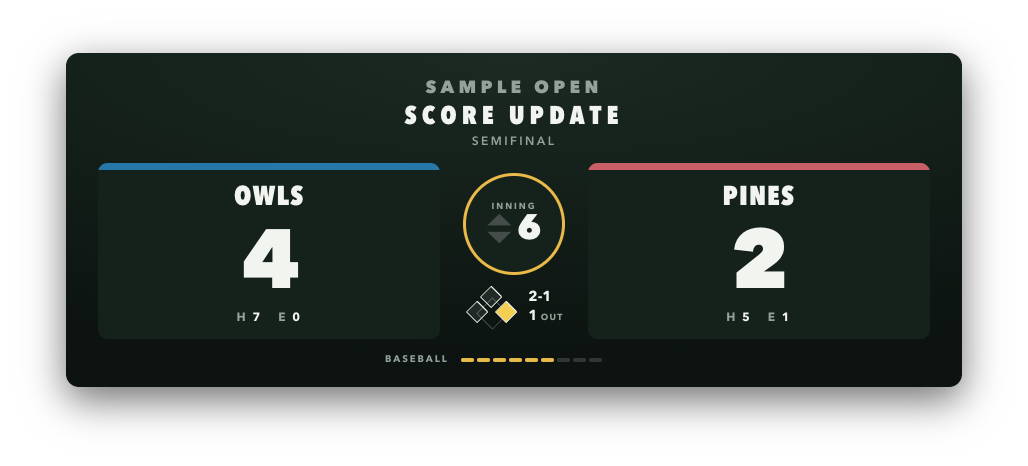 SAMPLE OPEN
SCORE UPDATE
SEMIFINAL
OWLS
4
H 7 E 0
INNING
6
2-1
1 OUT
PINES
2
H 5 E 1
BASEBALL